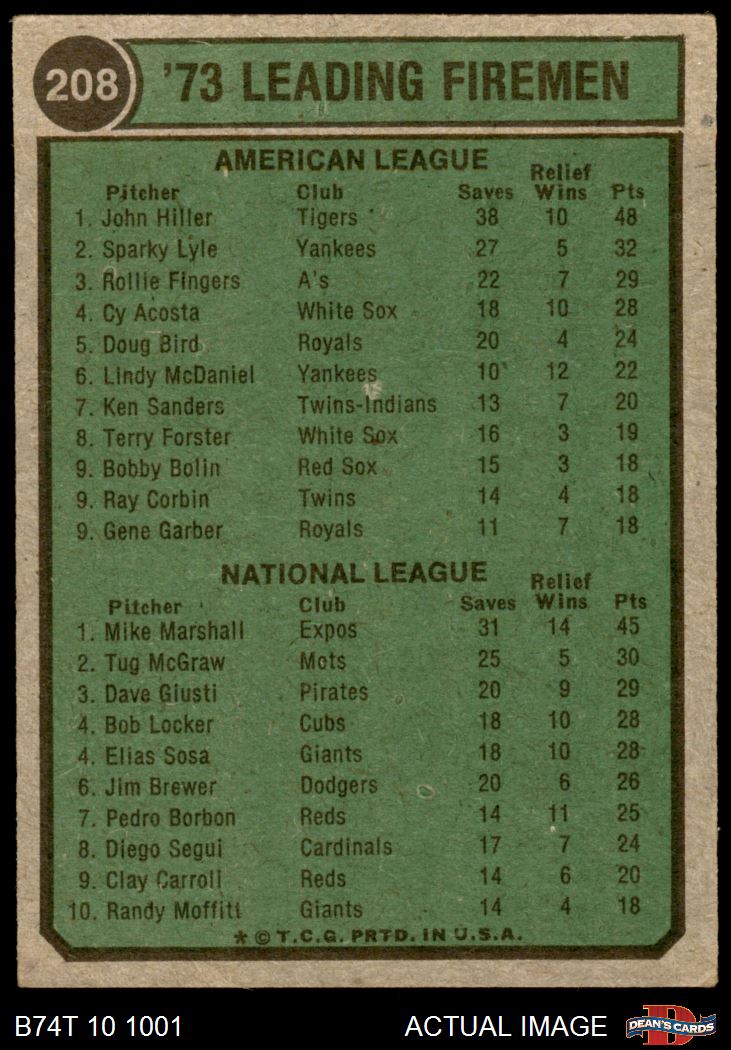 208 '73 LEADING FIREMEN
AMERICAN LEAGUE
Pitcher Club Saves Relief Wins Pts
1. John Hiller Tigers 38 10 48
2. Sparky Lyle Yankees 27 5 32
3. Rollie Fingers A's 22 7 29
4. Cy Acosta White Sox 18 10 28
5. Doug Bird Royals 20 4 24
6. Lindy McDaniel Yankees 10 12 22
7. Ken Sanders Twins-Indians 13 7 20
8. Terry Forster White Sox 16 3 19
9. Bobby Bolin Red Sox 15 3 18
9. Ray Corbin Twins 14 4 18
9. Gene Garber Royals 11 7 18
NATIONAL LEAGUE
Pitcher Club Saves Relief Wins Pts
1. Mike Marshall Expos 31 14 45
2. Tug McGraw Mets 25 5 30
3. Dave Giusti Pirates 20 9 29
4. Bob Locker Cubs 18 10 28
4. Elias Sosa Giants 18 10 28
6. Jim Brewer Dodgers 20 6 26
7. Pedro Borbon Reds 14 11 25
8. Diego Segui Cardinals 17 7 24
9. Clay Carroll Reds 14 6 20
10. Randy Moffitt Giants 14 4 18
* © T.C.G. PRTD. IN U.S.A.
B74T 10 1001 ACTUAL IMAGE D DEAN'S CARDS